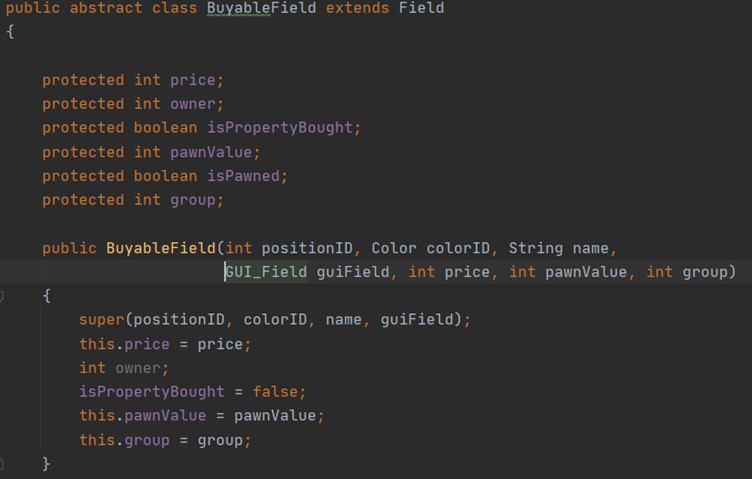 public abstract class BuyableField extends Field
{
protected int price;
protected int owner;
protected boolean isPropertyBought;
protected int pawnValue;
protected boolean isPawned;
protected int group;
public BuyableField(int positionID, Color colorID, String name,
GUI_Field guiField, int price, int pawnValue, int group)
{
super(positionID, colorID, name, guiField);
this.price = price;
int owner;
isPropertyBought = false;
this.pawnValue = pawnValue;
this.group = group;
}